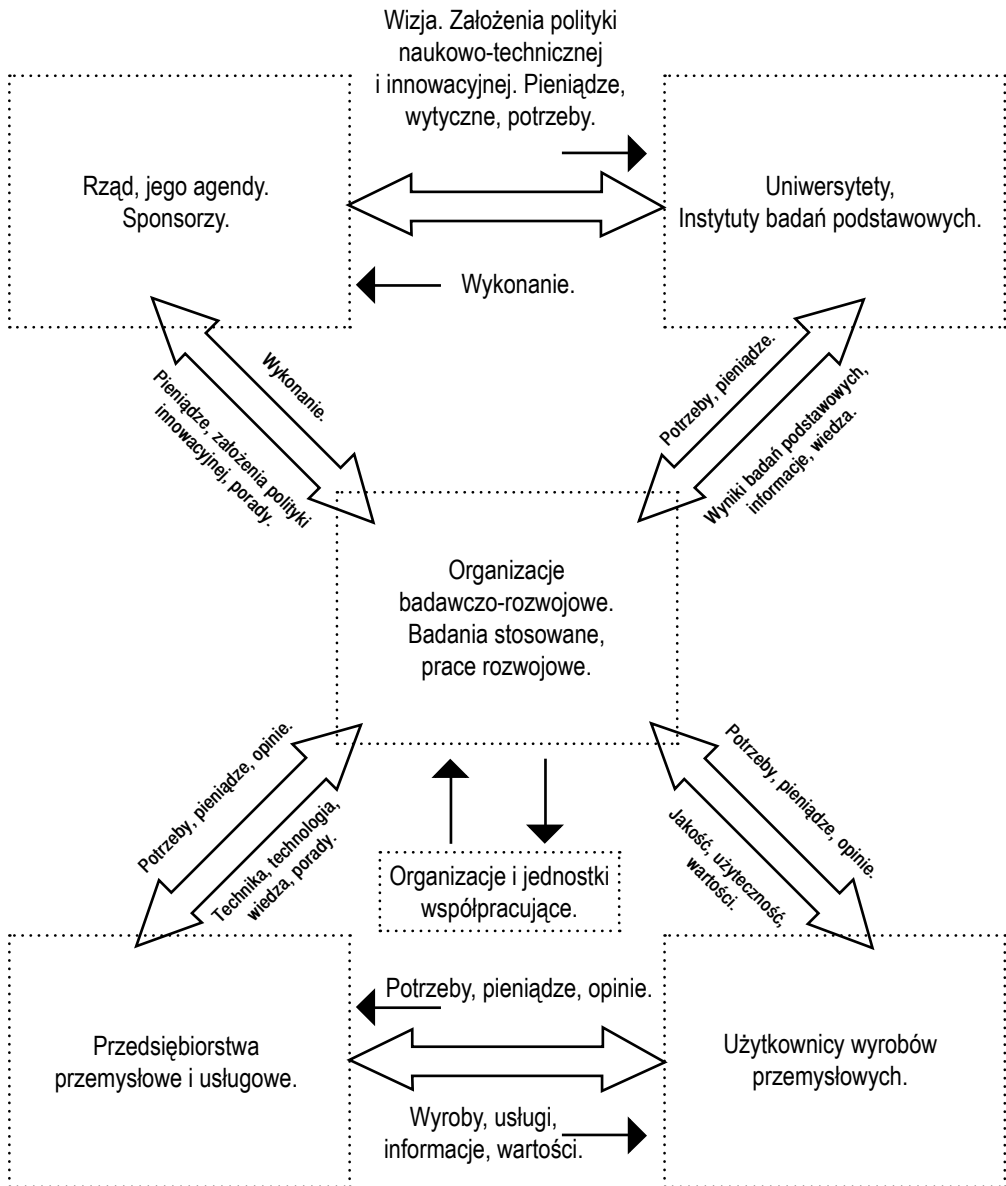 Wizja. Założenia polityki
naukowo-technicznej
i innowacyjnej. Pieniądze,
wytyczne, potrzeby.
Rząd, jego agendy.
Sponsorzy.
Uniwersytety,
Instytuty badań podstawowych.
Wykonanie.
Wykonanie.
Pieniądze, założenia polityki
innowacyjnej, porady.
Potrzeby, pieniądze.
Wyniki badań podstawowych,
informacje, wiedza.
Organizacje
badawczo-rozwojowe.
Badania stosowane,
prace rozwojowe.
Potrzeby, pieniądze, opinie.
Technika, technologia,
wiedza, porady.
Potrzeby, pieniądze, opinie.
Jakość, użyteczność,
wartości.
Organizacje i jednostki
współpracujące.
Potrzeby, pieniądze, opinie.
Przedsiębiorstwa
przemysłowe i usługowe.
Użytkownicy wyrobów
przemysłowych.
Wyroby, usługi,
informacje, wartości.